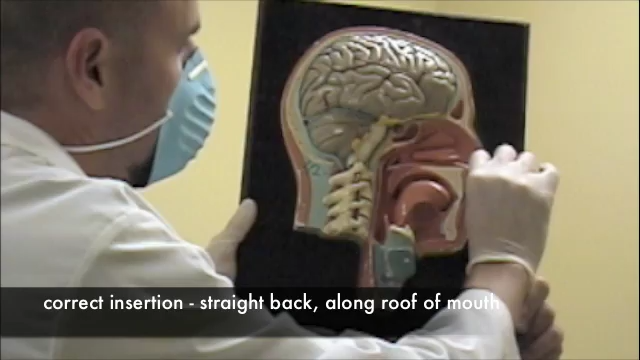 correct insertion - straight back, along roof of mouth